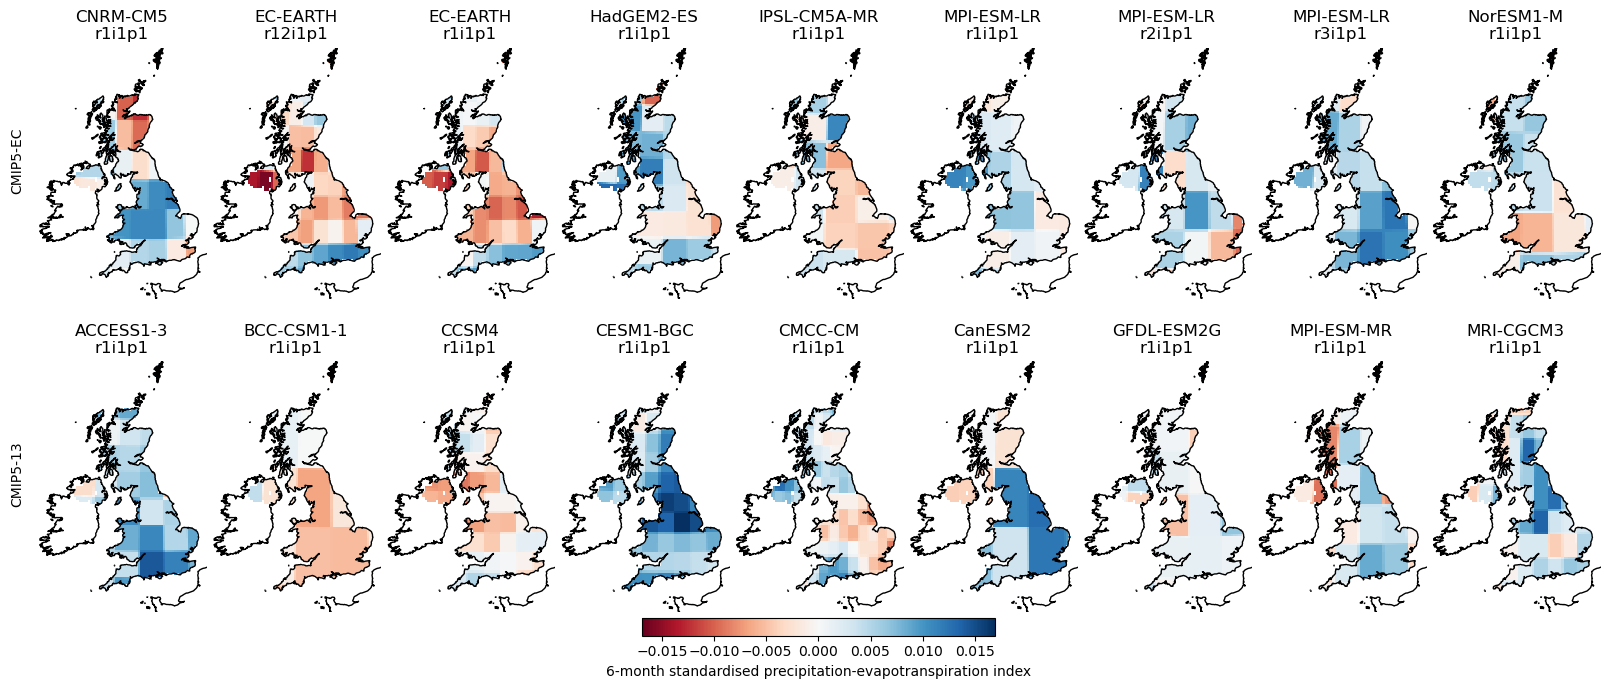 CNRM-CM5 EC-EARTH EC-EARTH HadGEM2-ES IPSL-CM5A-MR MPI-ESM-LR MPI-ESM-LR MPI-ESM-LR NorESM1-M
r1i1p1 r12i1p1 r1i1p1 r1i1p1 r1i1p1 r1i1p1 r2i1p1 r3i1p1 r1i1p1
CMIP5-EC
ACCESS1-3 BCC-CSM1-1 CCSM4 CESM1-BGC CMCC-CM CanESM2 GFDL-ESM2G MPI-ESM-MR MRI-CGCM3
r1i1p1 r1i1p1 r1i1p1 r1i1p1 r1i1p1 r1i1p1 r1i1p1 r1i1p1 r1i1p1
CMIP5-13
−0.015 −0.010 −0.005 0.000 0.005 0.010 0.015
6-month standardised precipitation-evapotranspiration index